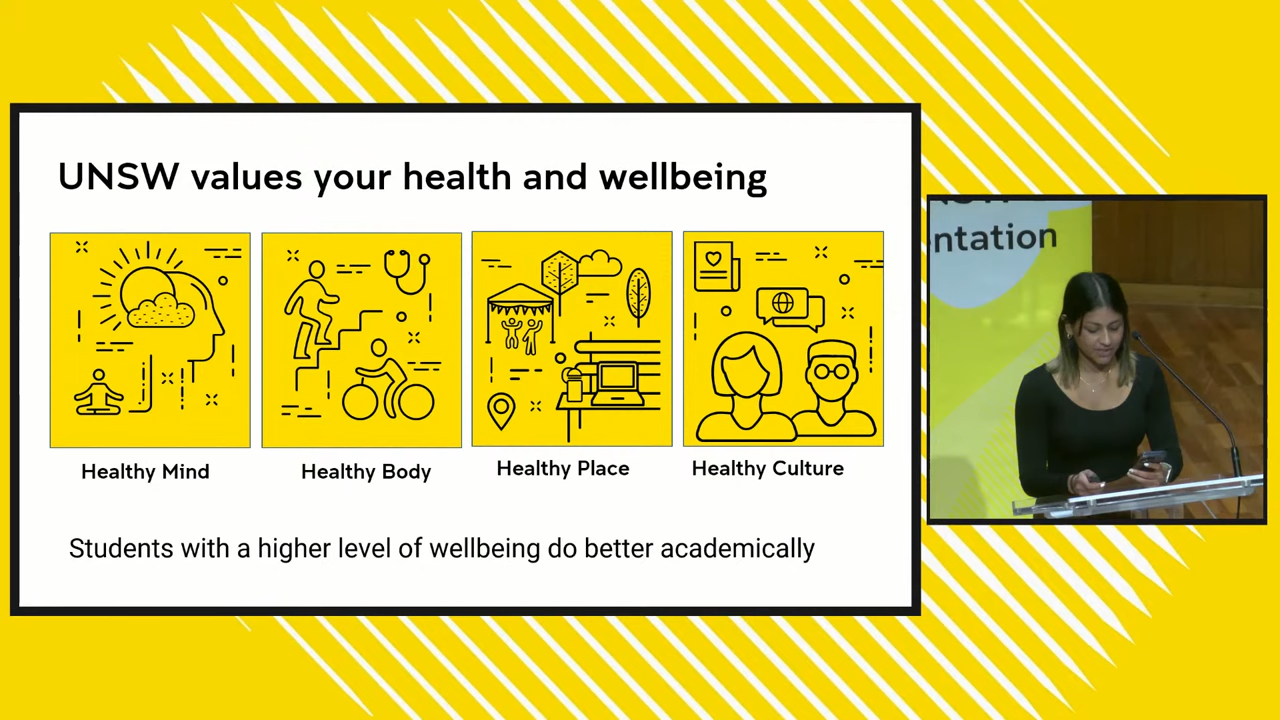 UNSW values your health and wellbeing
Healthy Mind
Healthy Body
Healthy Place
Healthy Culture
Students with a higher level of wellbeing do better academically
ntation